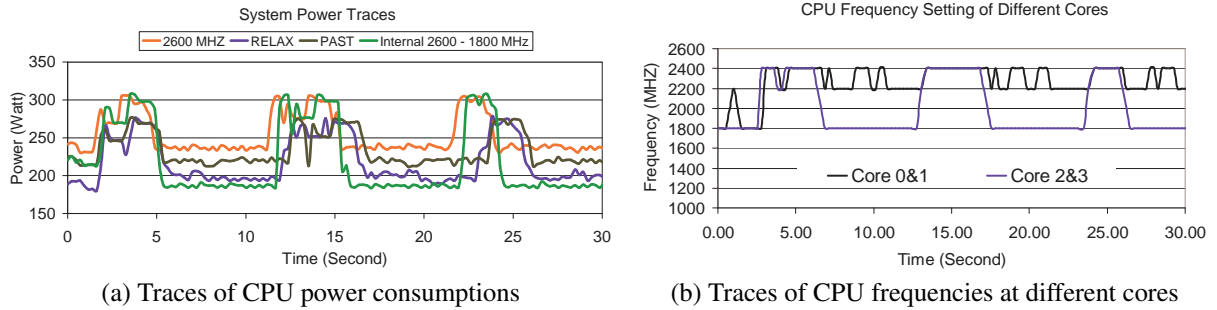 System Power Traces
2600 MHZ RELAX PAST Internal 2600 - 1800 MHz
350
300
250
200
150
Power (Watt)
0 5 10 15 20 25 30
Time (Second)
(a) Traces of CPU power consumptions
CPU Frequency Setting of Different Cores
2600
2400
2200
2000
1800
1600
1400
1200
1000
Frequency (MHZ)
Core 0&1 Core 2&3
0.00 5.00 10.00 15.00 20.00 25.00 30.00
Time (Second)
(b) Traces of CPU frequencies at different cores